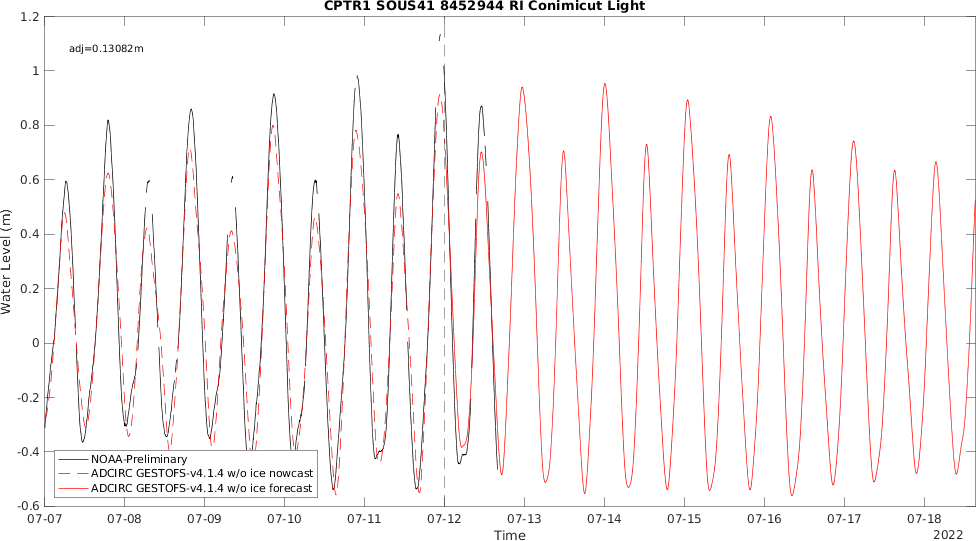 CPTR1 SOUS41 8452944 RI Conimicut Light
adj=0.13082m
1.2
1
0.8
0.6
0.4
0.2
0
-0.2
-0.4
-0.6
Water Level (m)
NOAA-Preliminary
ADCIRC GESTOFS-v4.1.4 w/o ice nowcast
ADCIRC GESTOFS-v4.1.4 w/o ice forecast
07-07 07-08 07-09 07-10 07-11 07-12 07-13 07-14 07-15 07-16 07-17 07-18
Time
2022